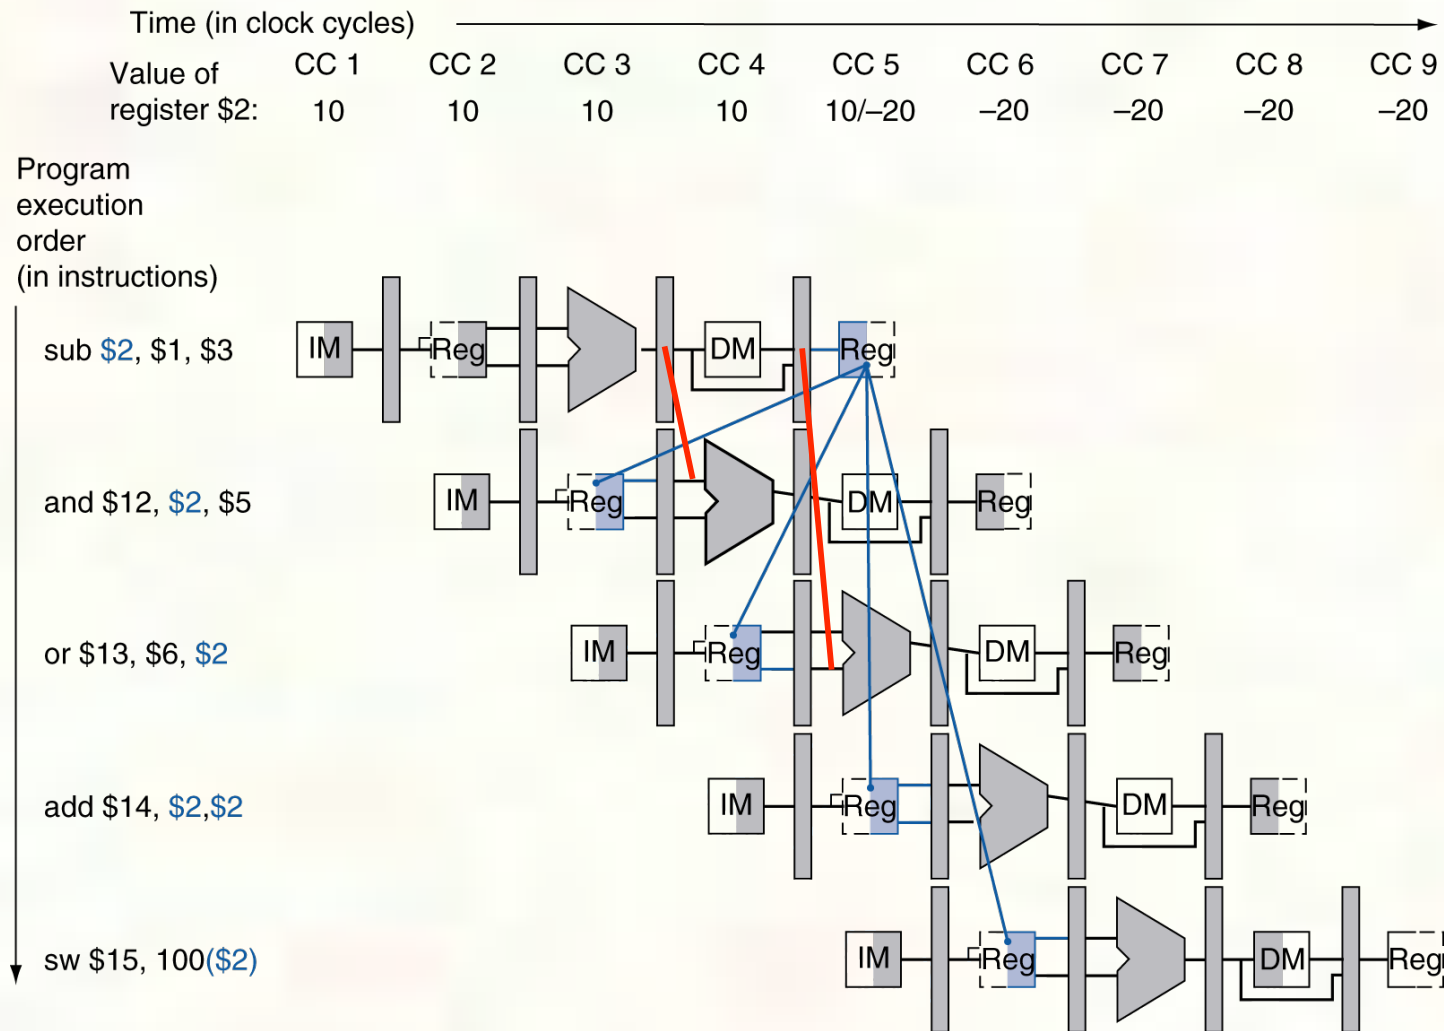 Time (in clock cycles)
Value of
register $2:
CC 1 CC 2 CC 3 CC 4 CC 5 CC 6 CC 7 CC 8 CC 9
10 10 10 10 10/–20 –20 –20 –20 –20
Program
execution
order
(in instructions)
sub $2, $1, $3
IM Reg DM Reg
and $12, $2, $5
IM Reg DM Reg
or $13, $6, $2
IM Reg DM Reg
add $14, $2,$2
IM Reg DM Reg
sw $15, 100($2)
IM Reg DM Reg